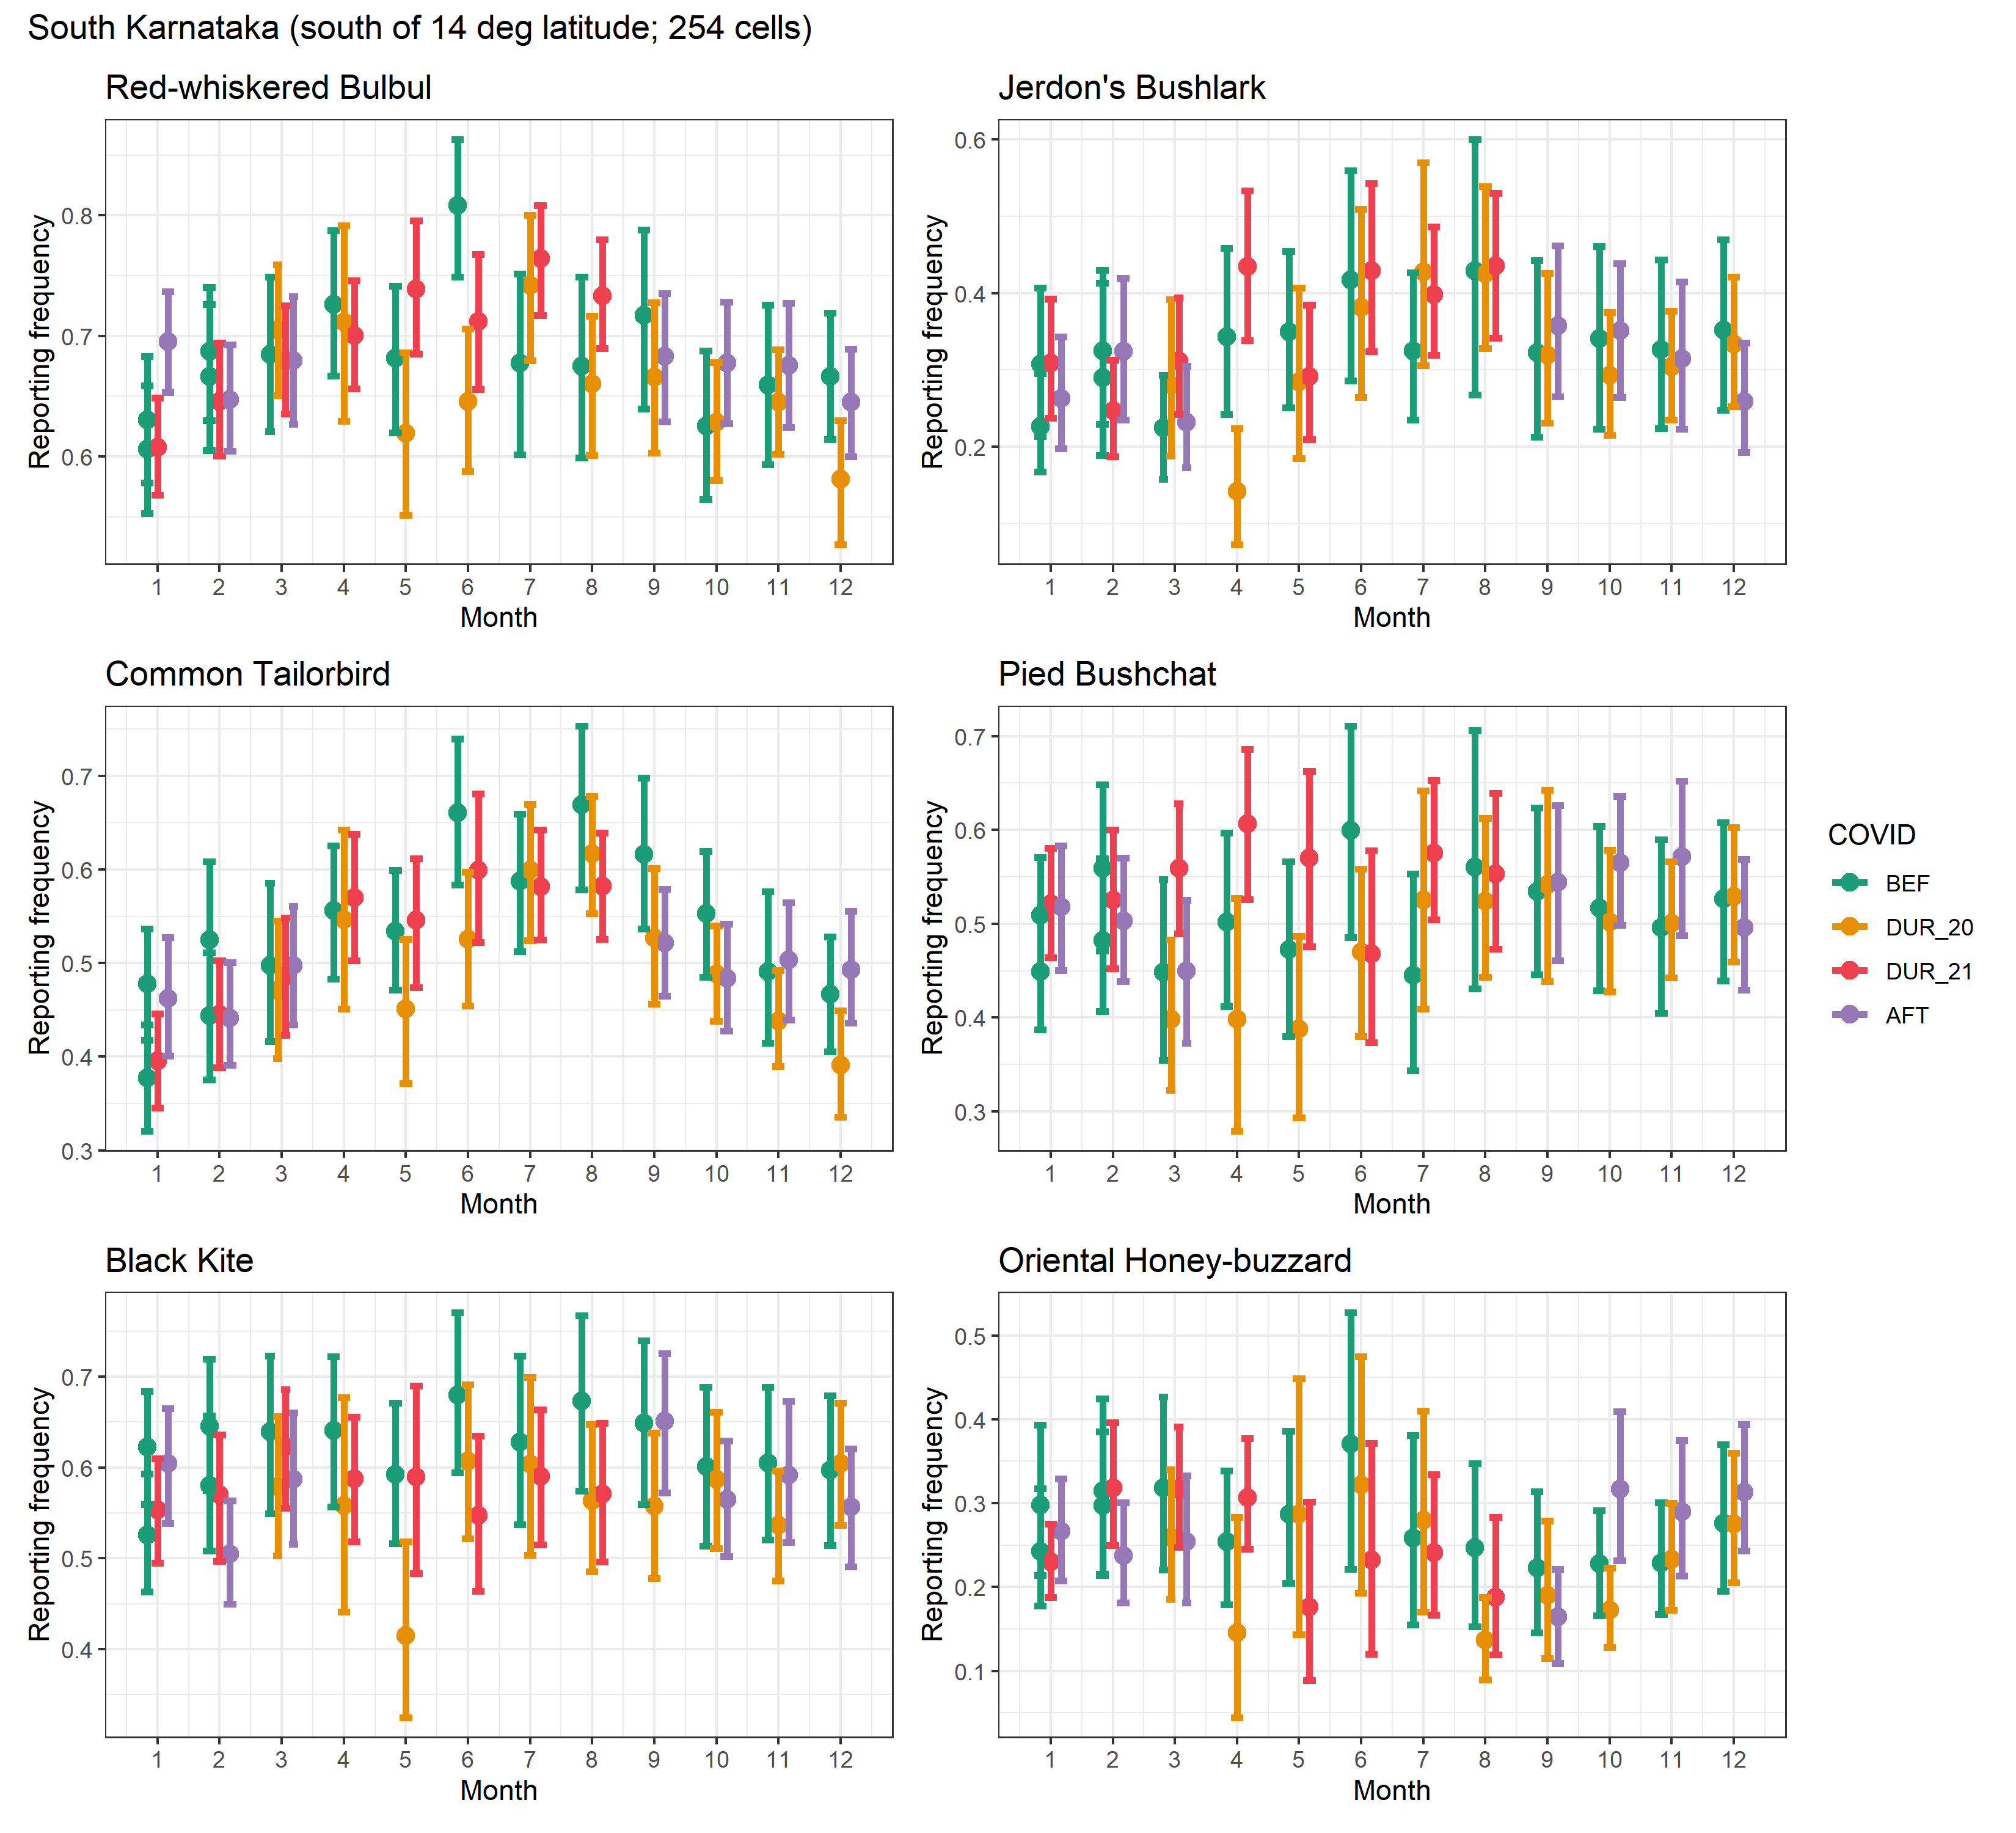 South Karnataka (south of 14 deg latitude; 254 cells)
Red-whiskered Bulbul
Reporting frequency
0.8
0.7
0.6
1 2 3 4 5 6 7 8 9 10 11 12
Month
Jerdon's Bushlark
Reporting frequency
0.6
0.4
0.2
1 2 3 4 5 6 7 8 9 10 11 12
Month
Common Tailorbird
Reporting frequency
0.7
0.6
0.5
0.4
0.3
1 2 3 4 5 6 7 8 9 10 11 12
Month
Pied Bushchat
Reporting frequency
0.7
0.6
0.5
0.4
0.3
1 2 3 4 5 6 7 8 9 10 11 12
Month
Black Kite
Reporting frequency
0.7
0.6
0.5
0.4
1 2 3 4 5 6 7 8 9 10 11 12
Month
Oriental Honey-buzzard
Reporting frequency
0.5
0.4
0.3
0.2
0.1
1 2 3 4 5 6 7 8 9 10 11 12
Month
COVID
BEF
DUR_20
DUR_21
AFT